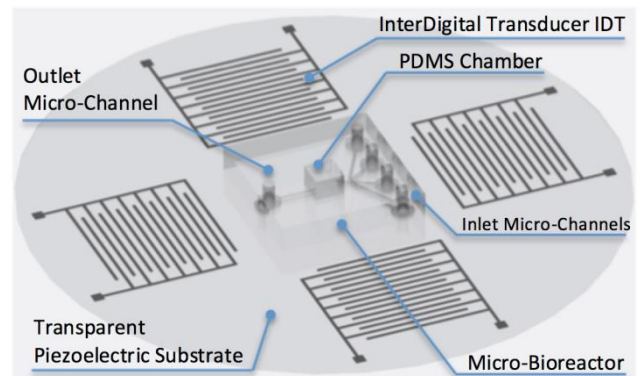 InterDigital Transducer IDT
PDMS Chamber
Outlet
Micro-Channel
Inlet Micro-Channels
Transparent
Piezoelectric Substrate
Micro-Bioreactor